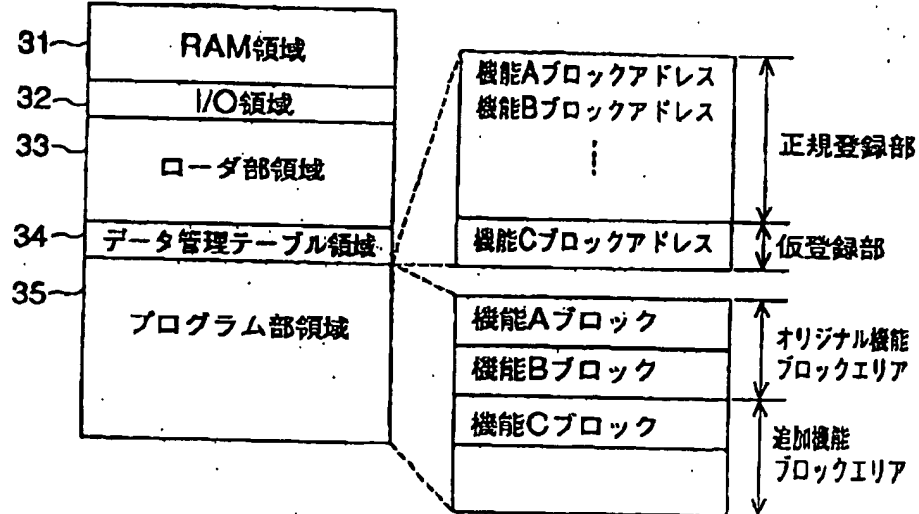 31
RAM領域
32
I/O領域
33
ローダ部領域
34
データ管理テーブル領域
35
プログラム部領域
機能Aブロックアドレス
機能Bブロックアドレス
正規登録部
機能Cブロックアドレス
仮登録部
機能Aブロック
機能Bブロック
オリジナル機能
ブロックエリア
機能Cブロック
追加機能
ブロックエリア